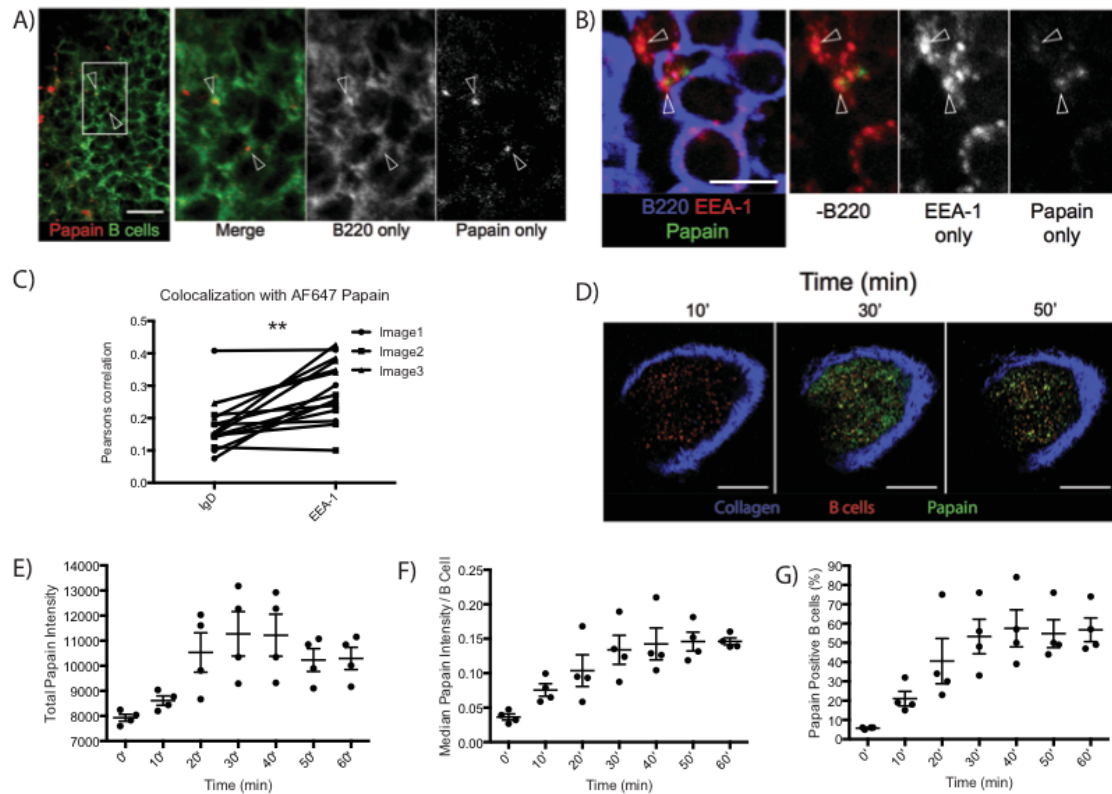 A)
Papain B cells
Merge
B220 only
Papain only
B)
B220 EEA-1
Papain
-B220
EEA-1
only
Papain
only
C)
Colocalization with AF647 Papain
**
Image1
Image2
Image3
Pearsons correlation
0.5
0.4
0.3
0.2
0.1
0.0
IgD
EEA-1
D)
Time (min)
10'
30'
50'
Collagen
B cells
Papain
E)
Total Papain Intensity
14000
13000
12000
11000
10000
9000
8000
7000
0'
10'
20'
30'
40'
50'
60'
Time (min)
F)
Median Papain Intensity / B Cell
0.25
0.20
0.15
0.10
0.05
0.00
0'
10'
20'
30'
40'
50'
60'
Time (min)
G)
Papain Positive B cells (%)
90
80
70
60
50
40
30
20
10
0
0'
10'
20'
30'
40'
50'
60'
Time (min)